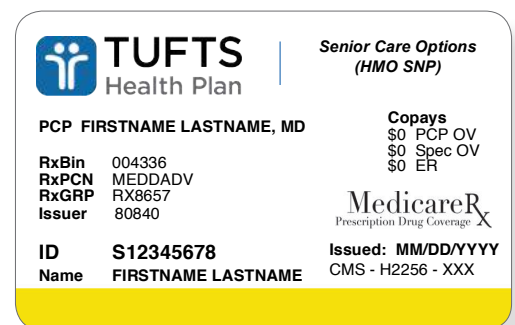 TUFTS
Health Plan
Senior Care Options
(HMO SNP)
PCP FIRSTNAME LASTNAME, MD
Copays
$0 PCP OV
$0 Spec OV
$0 ER
RxBin 004336
RxPCN MEDDADV
RxGRP RX8657
Issuer 80840
MedicareRx
Prescription Drug Coverage
ID S12345678
Name FIRSTNAME LASTNAME
Issued: MM/DD/YYYY
CMS - H2256 - XXX